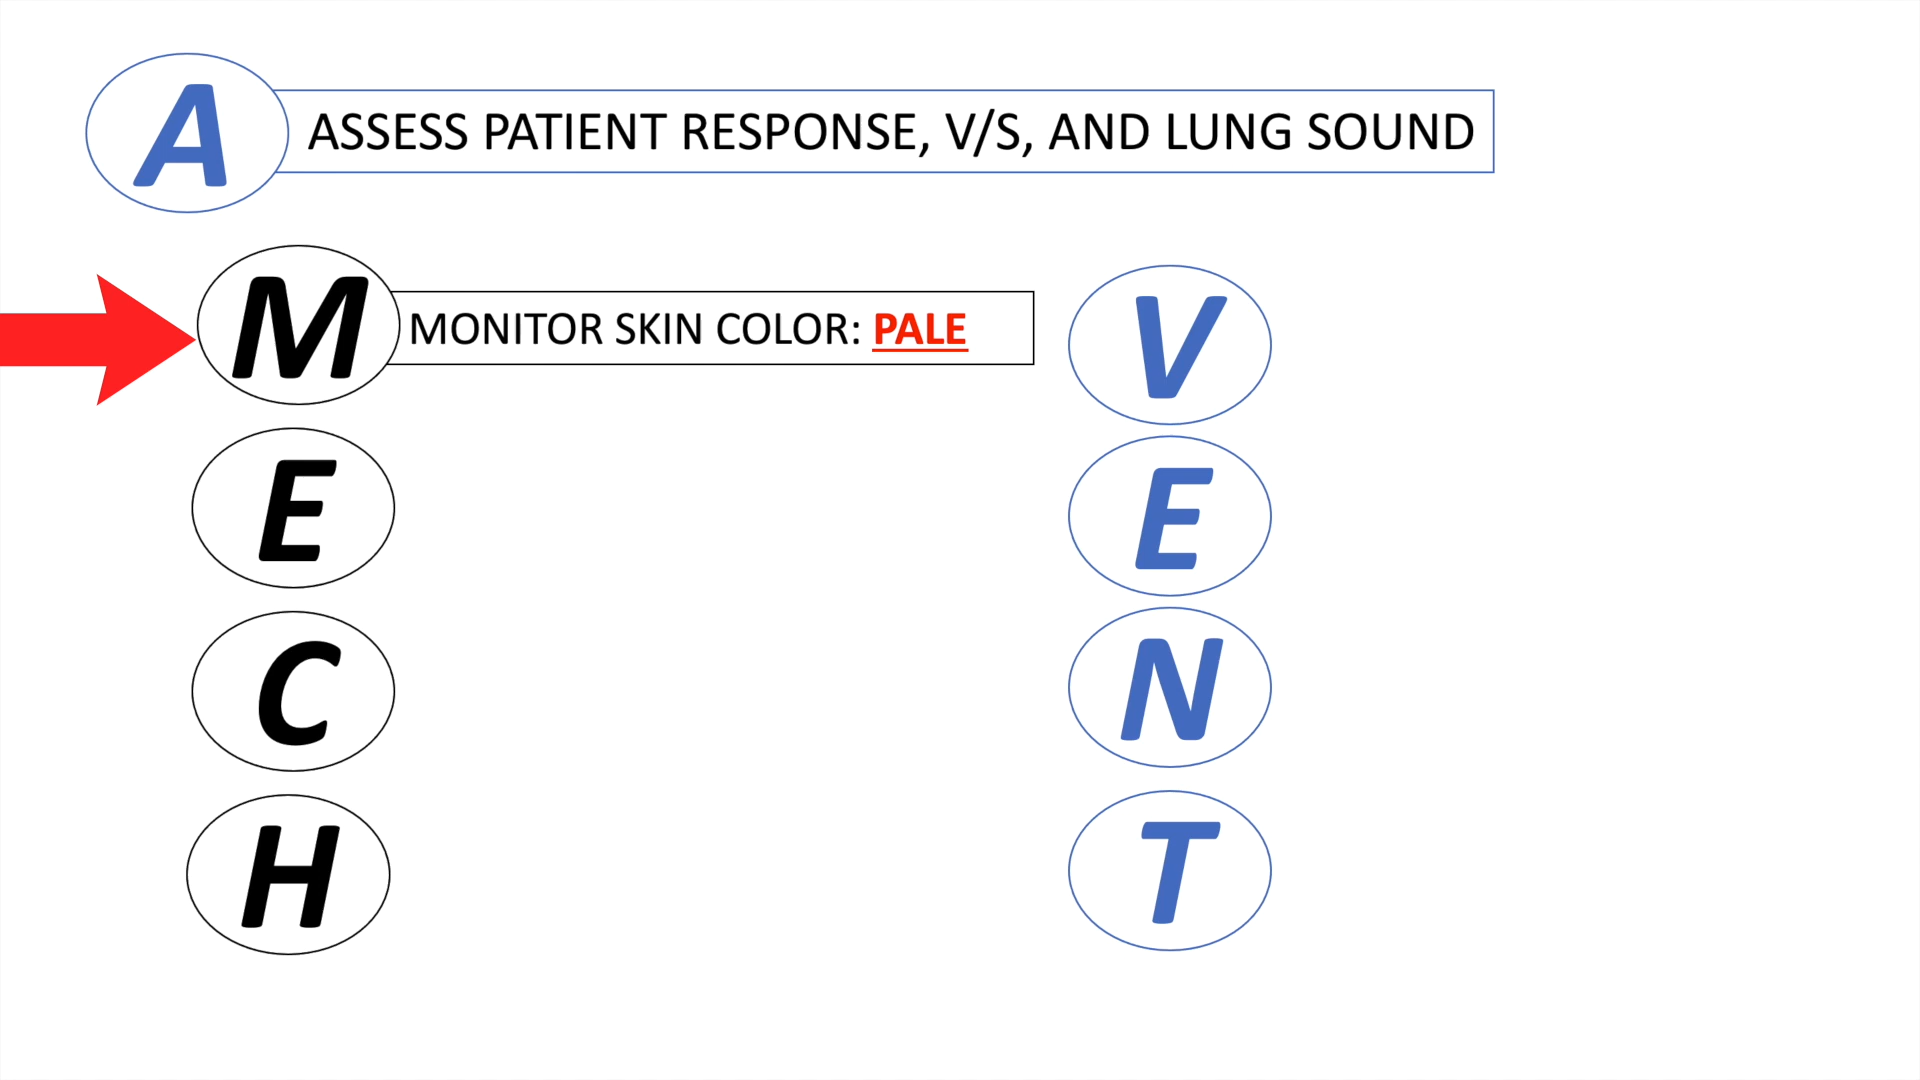 A ASSESS PATIENT RESPONSE, V/S, AND LUNG SOUND
M MONITOR SKIN COLOR: PALE
E
C
H
V
E
N
T